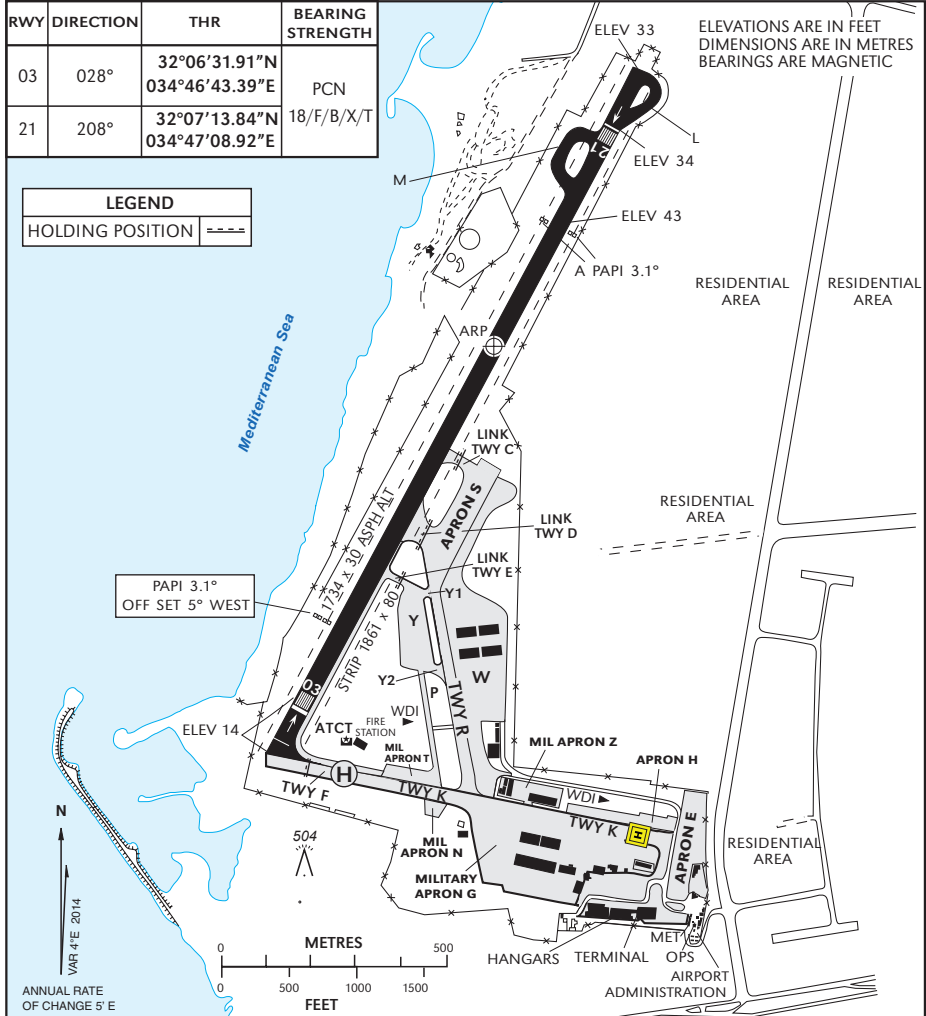 RWY DIRECTION THR BEARING STRENGTH
03 028° 32°06'31.91"N 034°46'43.39"E
21 208° 32°07'13.84"N 034°47'08.92"E
PCN 18/F/B/X/T
ELEVATIONS ARE IN FEET
DIMENSIONS ARE IN METRES
BEARINGS ARE MAGNETIC
LEGEND
HOLDING POSITION
ELEV 33
L
21
ELEV 34
M
ELEV 43
A PAPI 3.1°
RESIDENTIAL AREA
RESIDENTIAL AREA
ARP
Mediterranean Sea
LINK TWY C
APRON S
1734 x 30 ASPH ALT
RESIDENTIAL AREA
LINK TWY D
LINK TWY E
PAPI 3.1°
OFF SET 5° WEST
STRIP 1861 x 80
Y1
Y
W
Y2
P
TWY R
03
WDI
ELEV 14
ATCT
FIRE STATION
MIL APRON T
MIL APRON Z
APRON H
H
TWY F
TWY K
WDI
TWY K
H
APRON E
N
504
MIL APRON N
MILITARY APRON G
RESIDENTIAL AREA
VAR 4°E 2014
METRES
0 500
0 500 1000 1500
FEET
HANGARS
TERMINAL
MET
OPS
AIRPORT ADMINISTRATION
ANNUAL RATE
OF CHANGE 5' E